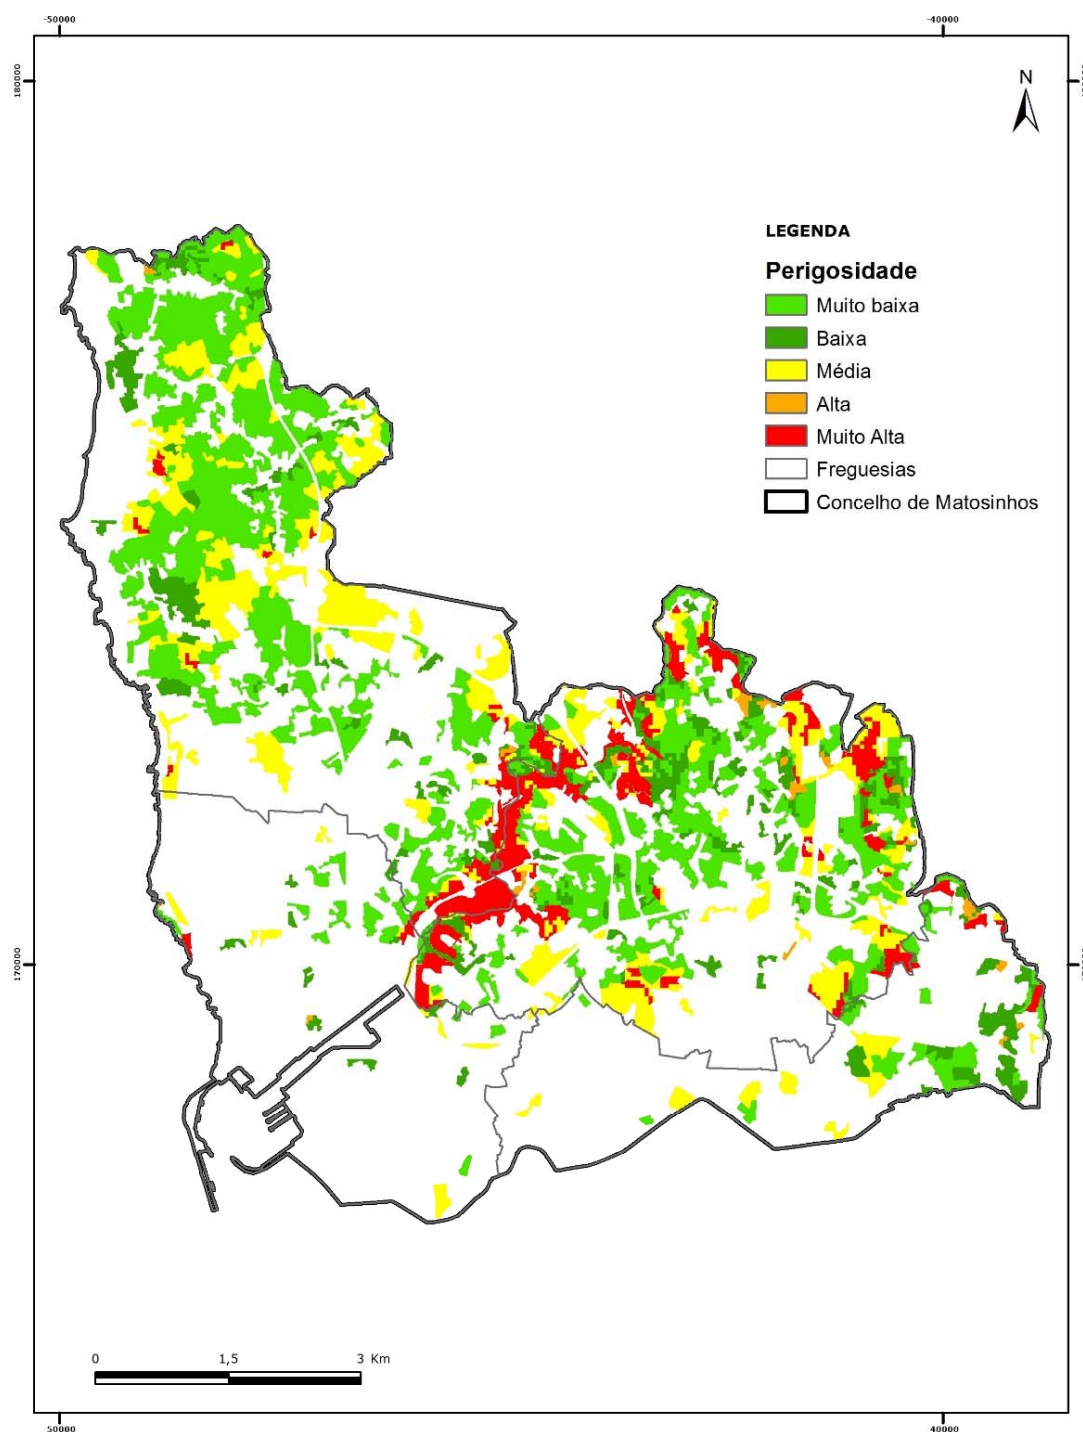 -50000
-40000
180000
N
LEGENDA
Perigosidade
Muito baixa
Baixa
Média
Alta
Muito Alta
Freguesias
Concelho de Matosinhos
170000
0 1,5 3 Km
50000
-40000